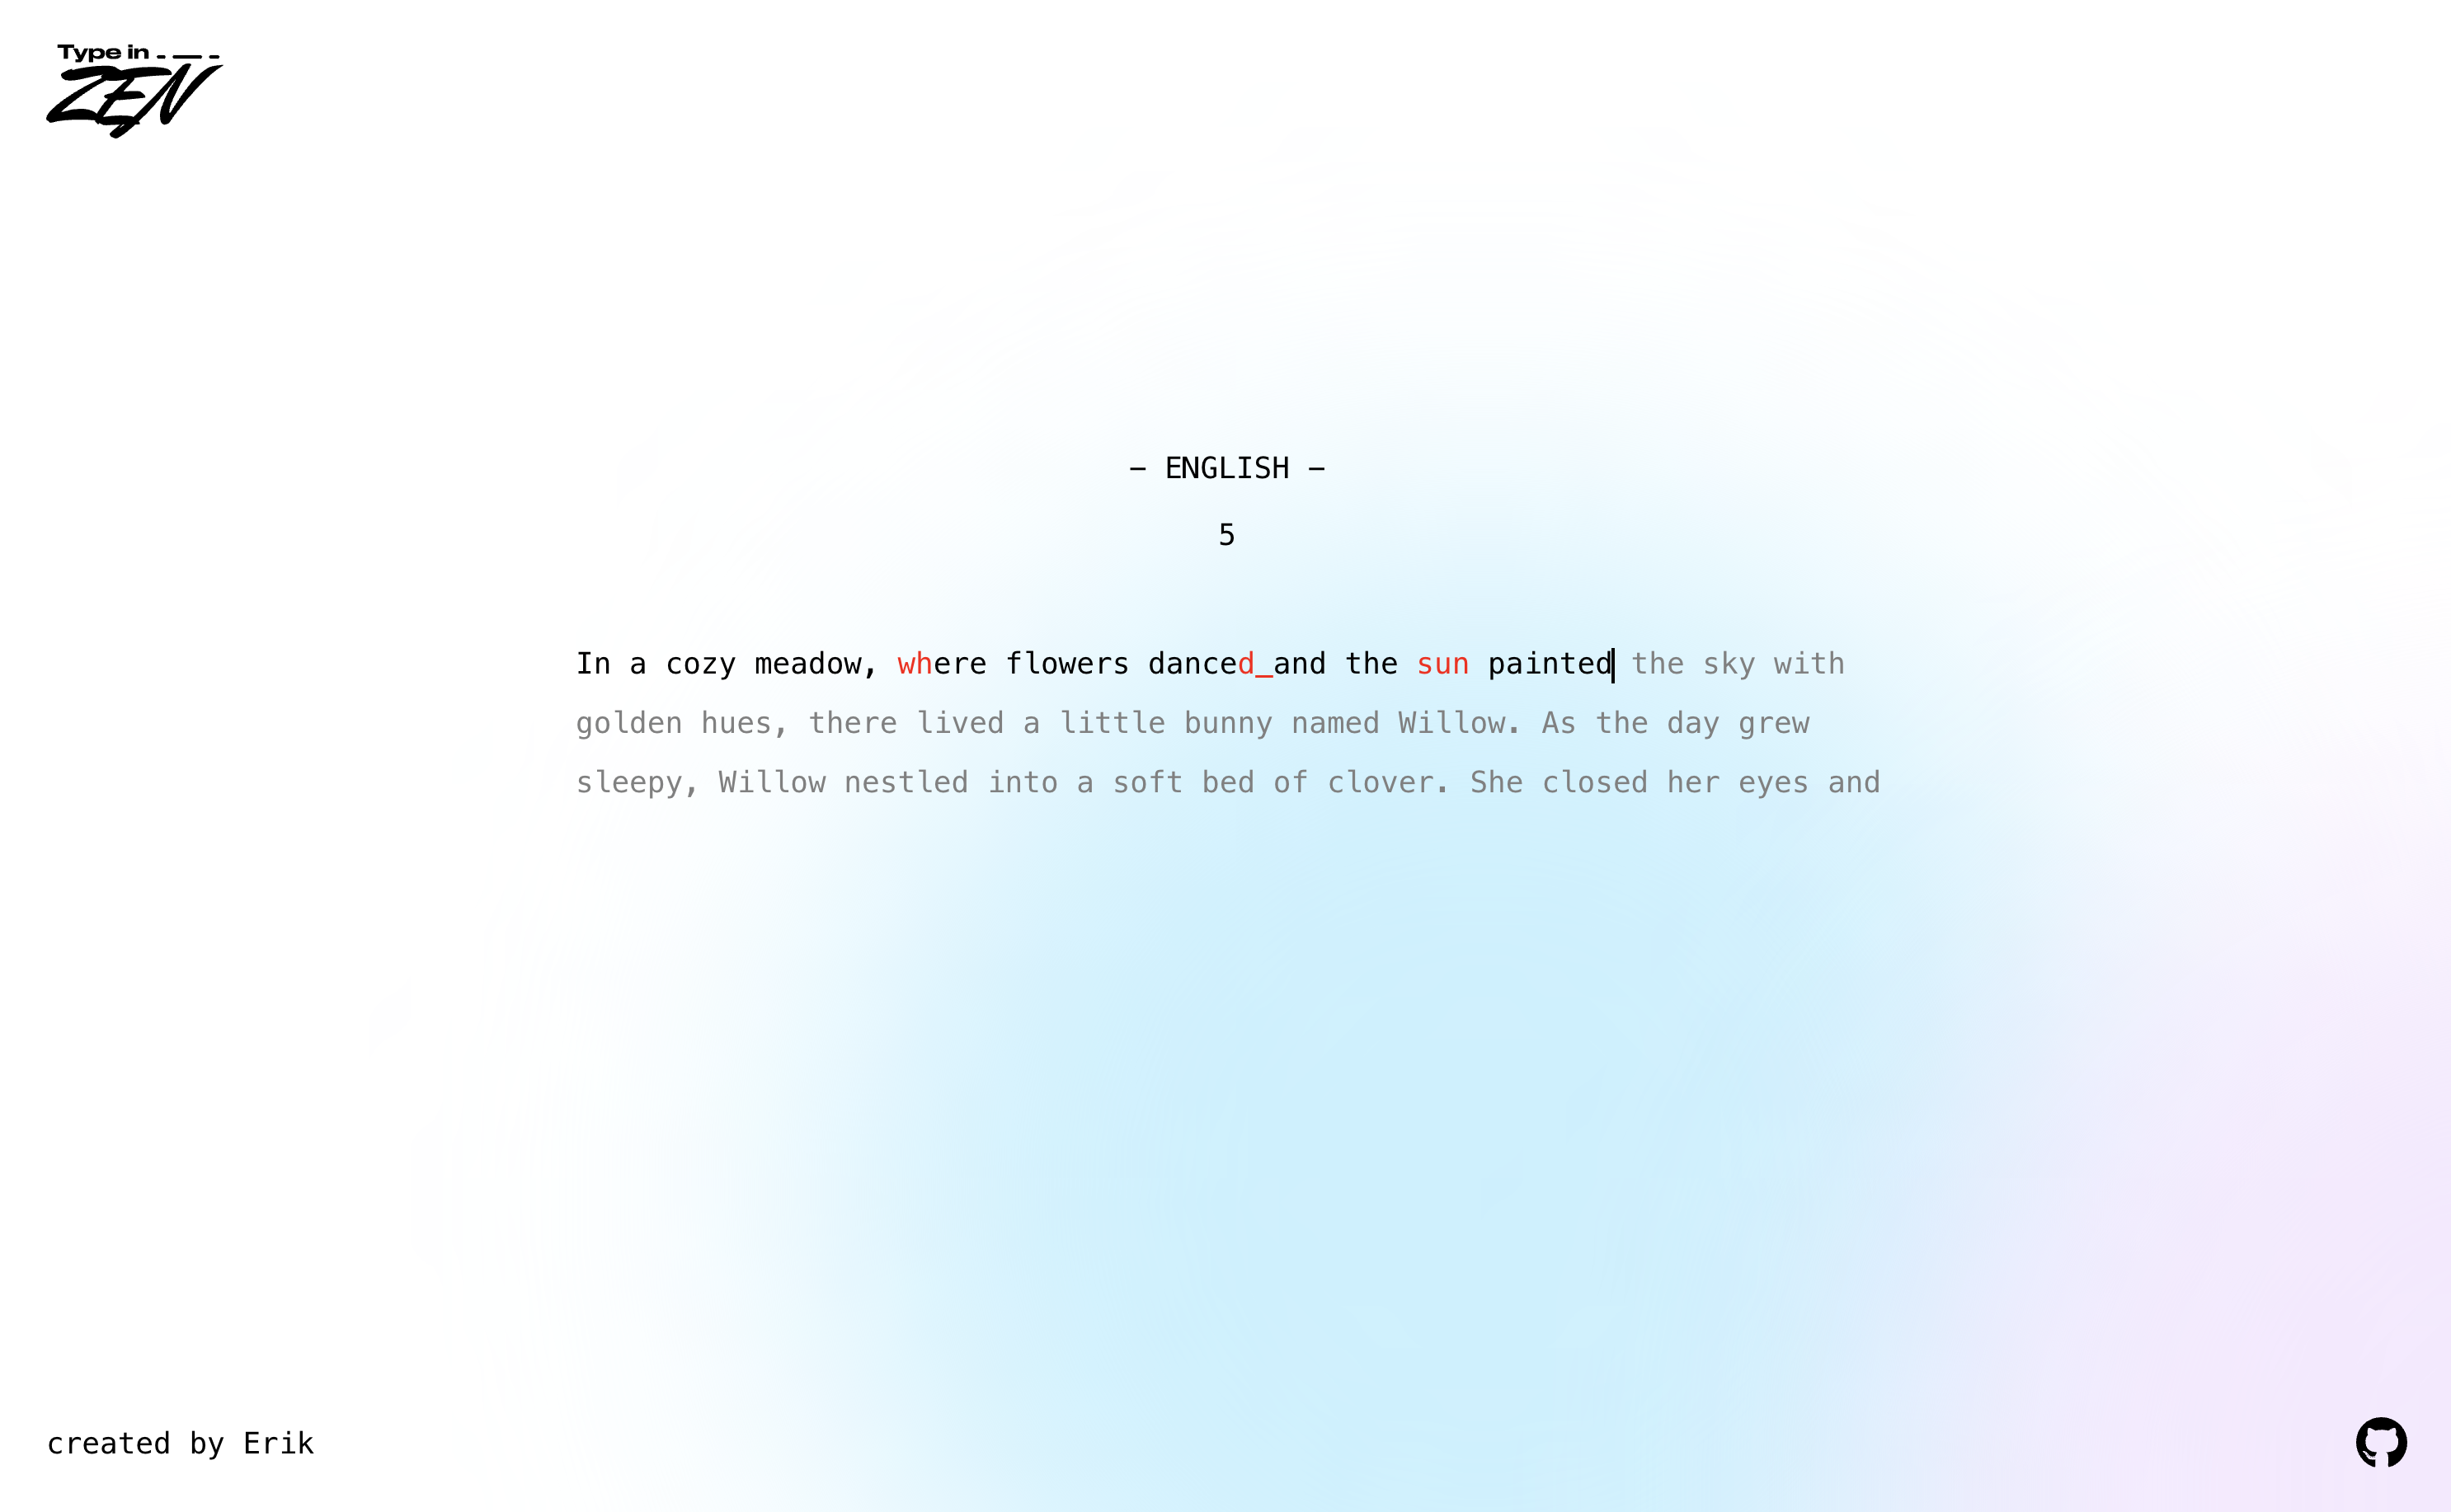 Type in
ZEN
– ENGLISH –
5
In a cozy meadow, where flowers danced_and the sun painted the sky with
golden hues, there lived a little bunny named Willow. As the day grew
sleepy, Willow nestled into a soft bed of clover. She closed her eyes and
created by Erik